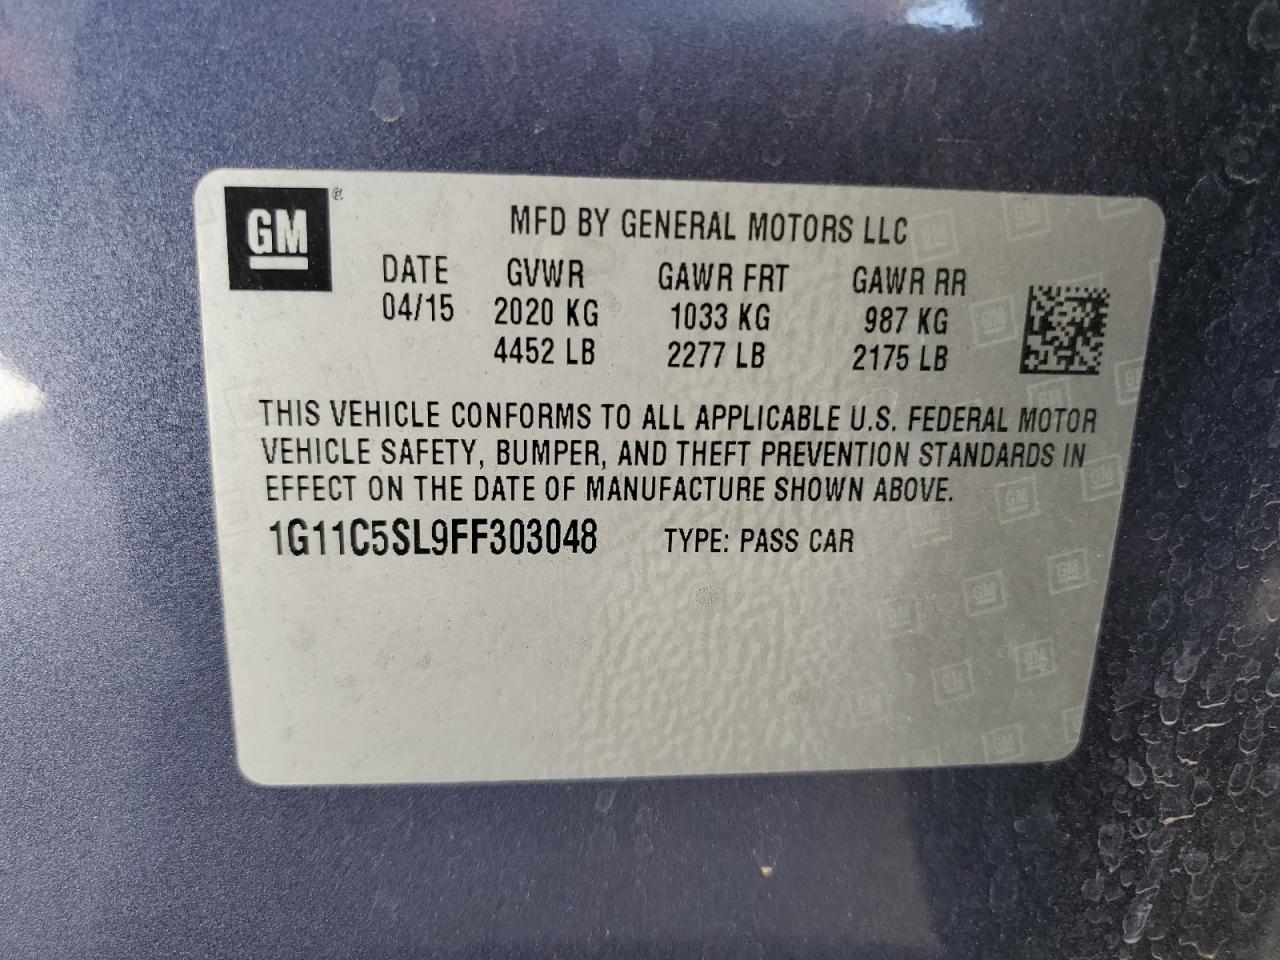 GM ®
MFD BY GENERAL MOTORS LLC
DATE GVWR GAWR FRT GAWR RR
04/15 2020 KG 1033 KG 987 KG
4452 LB 2277 LB 2175 LB
THIS VEHICLE CONFORMS TO ALL APPLICABLE U.S. FEDERAL MOTOR
VEHICLE SAFETY, BUMPER, AND THEFT PREVENTION STANDARDS IN
EFFECT ON THE DATE OF MANUFACTURE SHOWN ABOVE.
1G11C5SL9FF303048 TYPE: PASS CAR